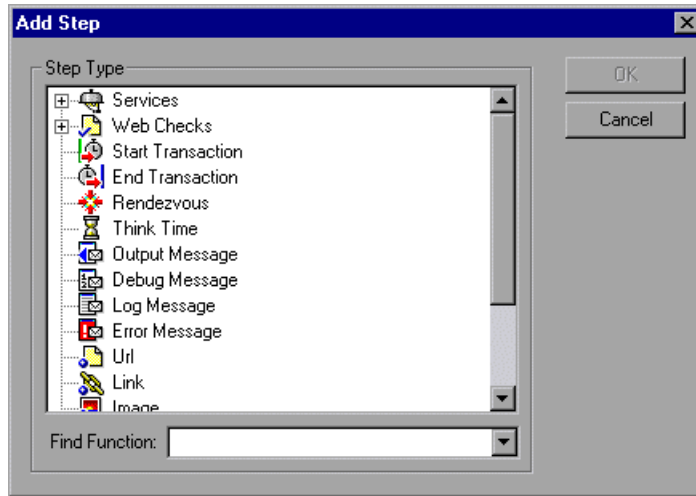 Add Step
Step Type
OK
Cancel
Services
Web Checks
Start Transaction
End Transaction
Rendezvous
Think Time
Output Message
Debug Message
Log Message
Error Message
Url
Link
Image
Find Function: